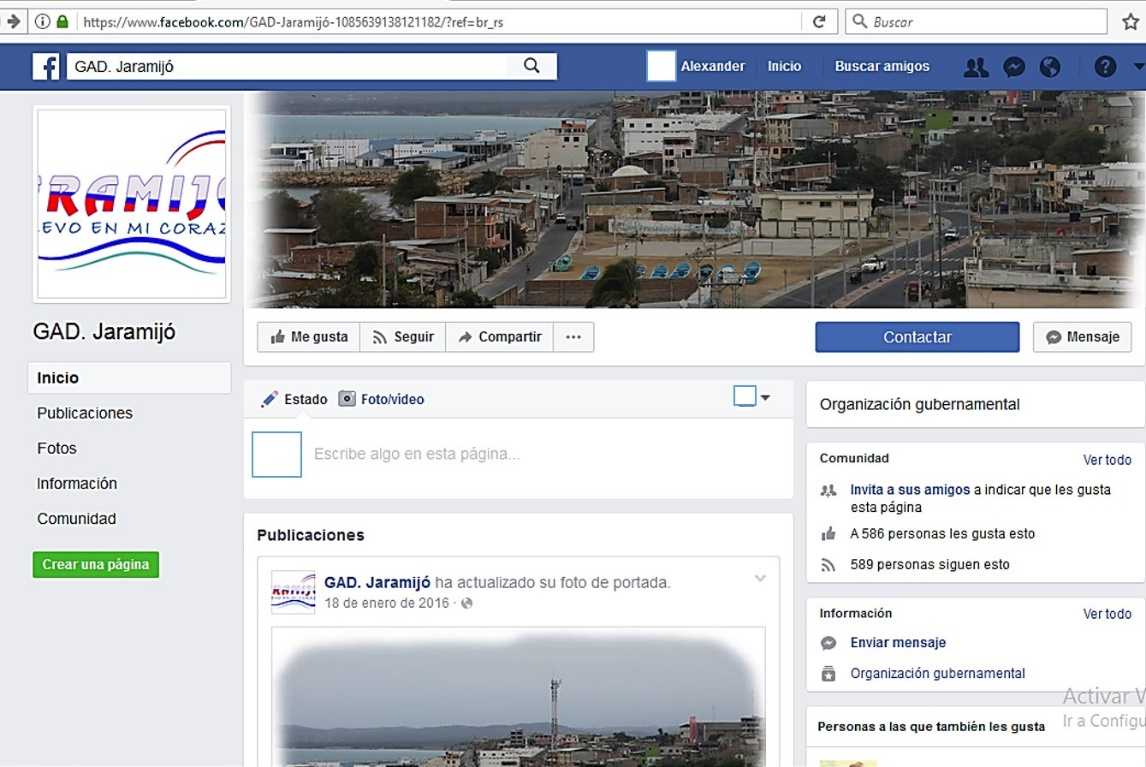 https://www.facebook.com/GAD-Jaramijó-1085639138121182/?ref=br_rs
Buscar
GAD. Jaramijó
Alexander
Inicio
Buscar amigos
?
RAMIJ
EVO EN MI CORAZ
GAD. Jaramijó
Me gusta
Seguir
Compartir
...
Contactar
Mensaje
Inicio
Publicaciones
Fotos
Información
Comunidad
Crear una página
Estado
Foto/video
Escribe algo en esta página...
Publicaciones
GAD. Jaramijó ha actualizado su foto de portada.
18 de enero de 2016 ·
Organización gubernamental
Comunidad
Ver todo
Invita a sus amigos a indicar que les gusta
esta página
A 586 personas les gusta esto
589 personas siguen esto
Información
Ver todo
Enviar mensaje
Organización gubernamental
Personas a las que también les gusta
Activar W
Ir a Configu